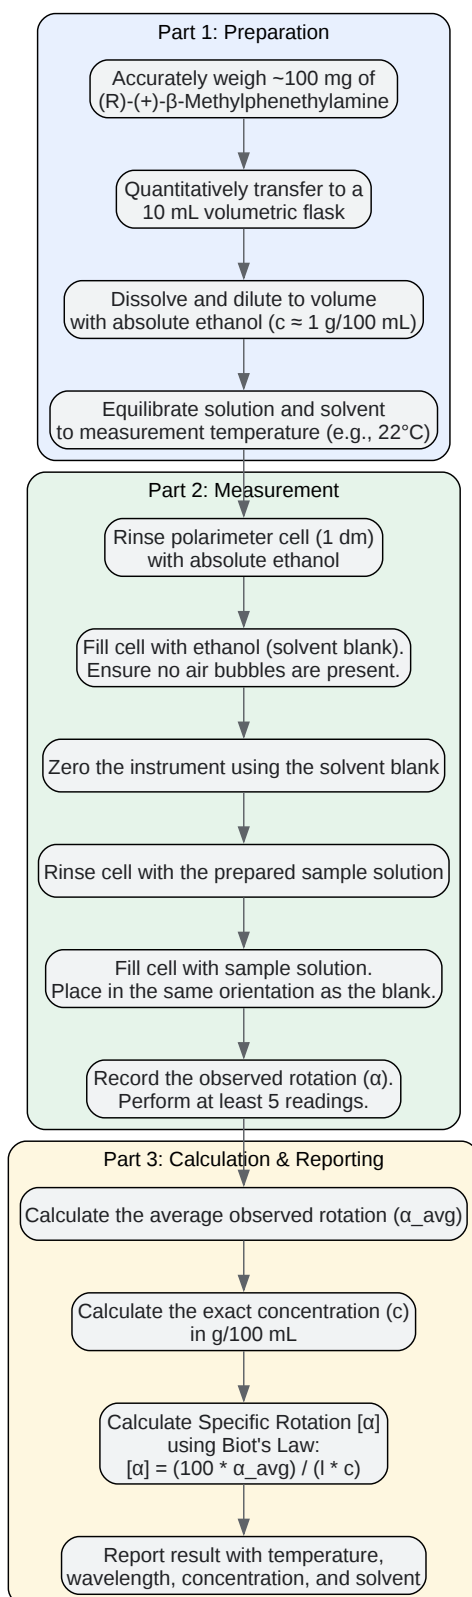 Part 1: Preparation
Accurately weigh ~100 mg of
(R)-(+)-β-Methylphenethylamine
Quantitatively transfer to a
10 mL volumetric flask
Dissolve and dilute to volume
with absolute ethanol (c ≈ 1 g/100 mL)
Equilibrate solution and solvent
to measurement temperature (e.g., 22°C)
Part 2: Measurement
Rinse polarimeter cell (1 dm)
with absolute ethanol
Fill cell with ethanol (solvent blank).
Ensure no air bubbles are present.
Zero the instrument using the solvent blank
Rinse cell with the prepared sample solution
Fill cell with sample solution.
Place in the same orientation as the blank.
Record the observed rotation (α).
Perform at least 5 readings.
Part 3: Calculation & Reporting
Calculate the average observed rotation (α_avg)
Calculate the exact concentration (c)
in g/100 mL
Calculate Specific Rotation [α]
using Biot's Law:
[α] = (100 * α_avg) / (l * c)
Report result with temperature,
wavelength, concentration, and solvent